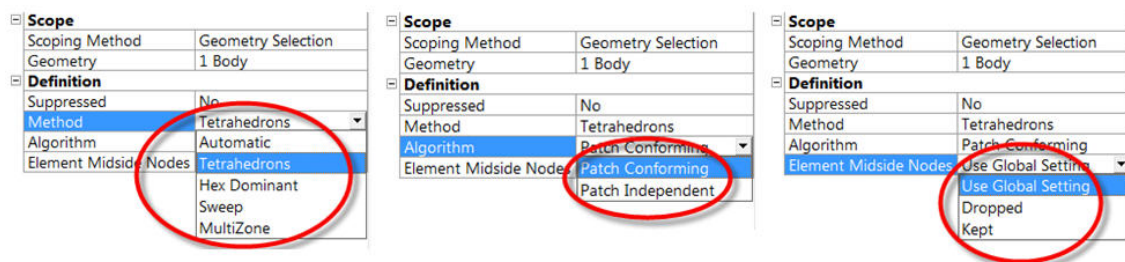 Scope
Scoping Method Geometry Selection
Geometry 1 Body
Definition
Suppressed No
Method Tetrahedrons
Algorithm Automatic
Element Midside Nodes Tetrahedrons
Hex Dominant
Sweep
MultiZone
Scope
Scoping Method Geometry Selection
Geometry 1 Body
Definition
Suppressed No
Method Tetrahedrons
Algorithm Patch Conforming
Element Midside Nodes Patch Conforming
Patch Independent
Scope
Scoping Method Geometry Selection
Geometry 1 Body
Definition
Suppressed No
Method Tetrahedrons
Algorithm Patch Conforming
Element Midside Nodes Use Global Setting
Use Global Setting
Dropped
Kept